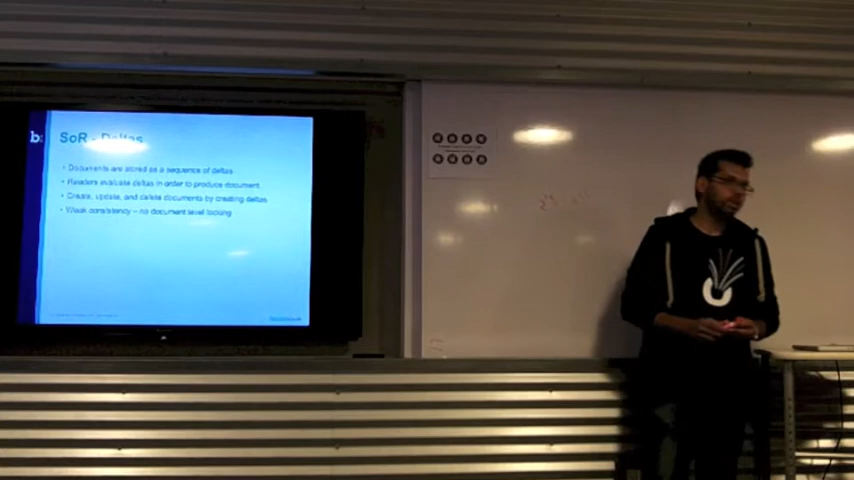 b:
SoR - Deltas
• Documents are stored as a sequence of deltas
• Readers evaluate deltas in order to produce document.
• Create, update, and delete documents by creating deltas
• Weak consistency – no document level locking